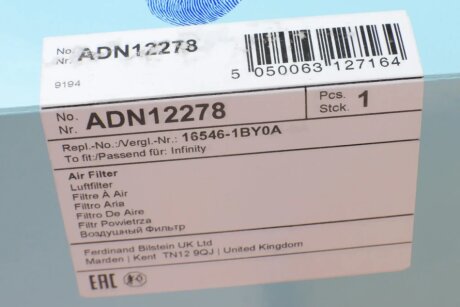 No. Nr. ADN12278
9194
5 050063 127164
No. Nr. ADN12278
Pcs. Stck. 1
Repl.-No.:/Vergl.-Nr.: 16546-1BY0A
To fit:/Passend für: Infinity
Air Filter
Luftfilter
Filtre À Air
Filtro Aria
Filtro De Aire
Filtr Powietrza
Воздушный Фильтр
Ferdinand Bilstein UK Ltd
Marden | Kent TN12 9QJ | United Kingdom
EAC